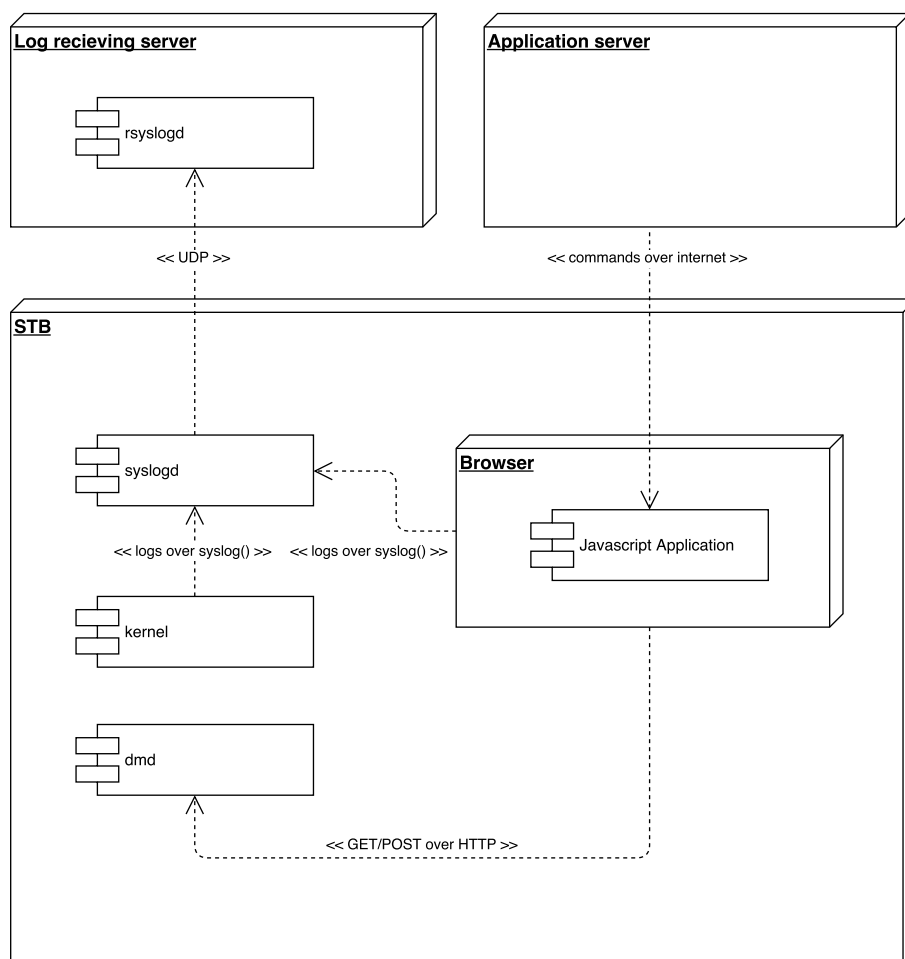 Log recieving server
Application server
rsyslogd
<< UDP >>
<< commands over internet >>
STB
syslogd
Browser
Javascript Application
<< logs over syslog() >>
<< logs over syslog() >>
kernel
dmd
<< GET/POST over HTTP >>